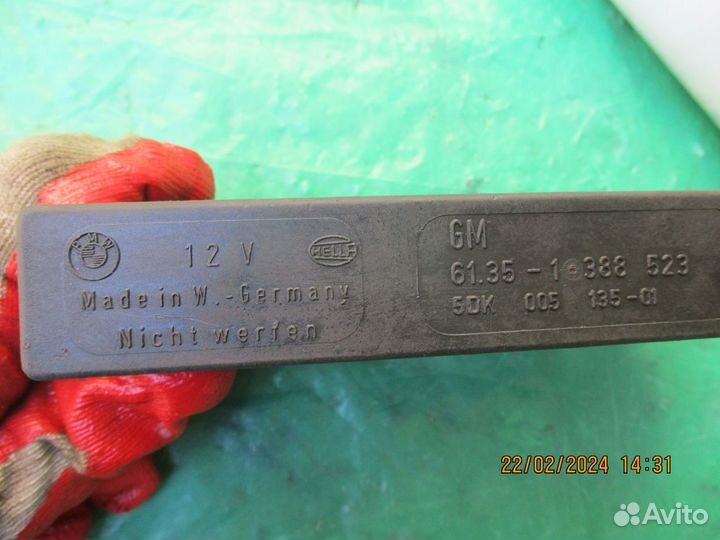 BMW
12 V
HELLA
Made in W.-Germany
Nicht werfen
GM
61.35 - 1 388 523
5DK 005 135-01
22/02/2024 14:31
Avito